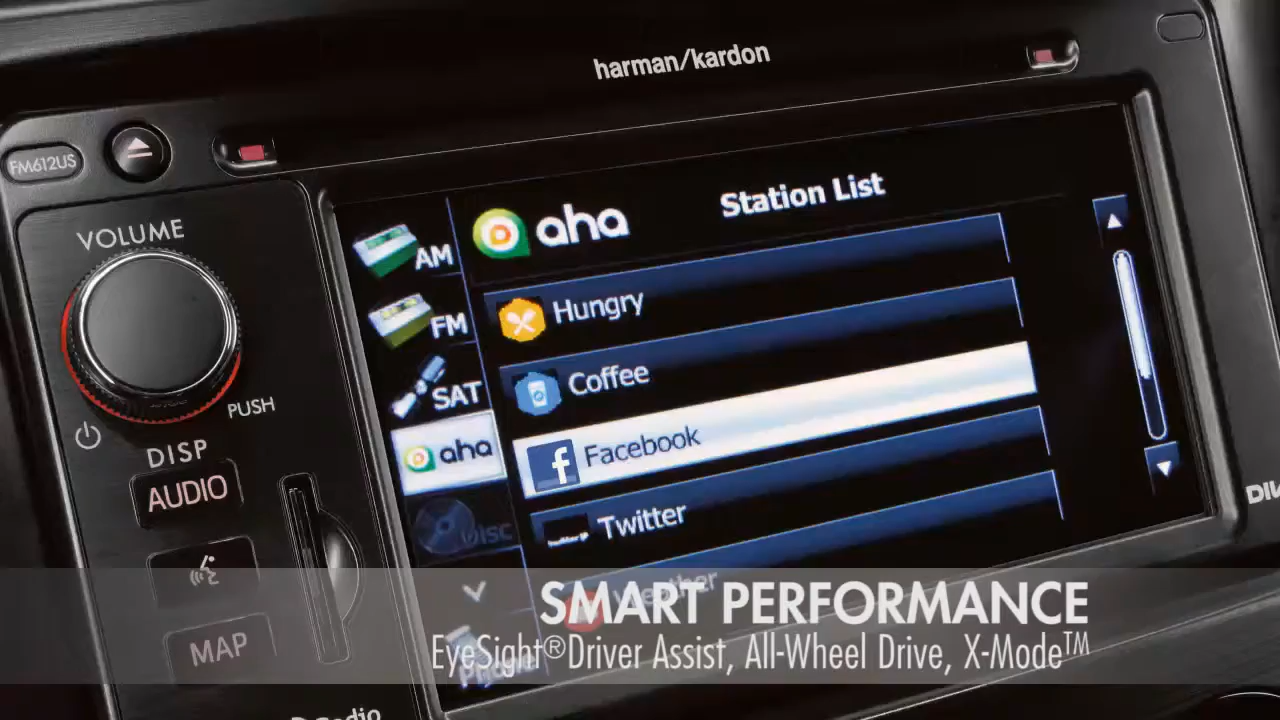 harman/kardon
FM612US
VOLUME
PUSH
DISP
AUDIO
MAP
AM
FM
SAT
aha
aha
Station List
Hungry
Coffee
Facebook
Twitter
Weather
SMART PERFORMANCE
EyeSight® Driver Assist, All-Wheel Drive, X-Mode™